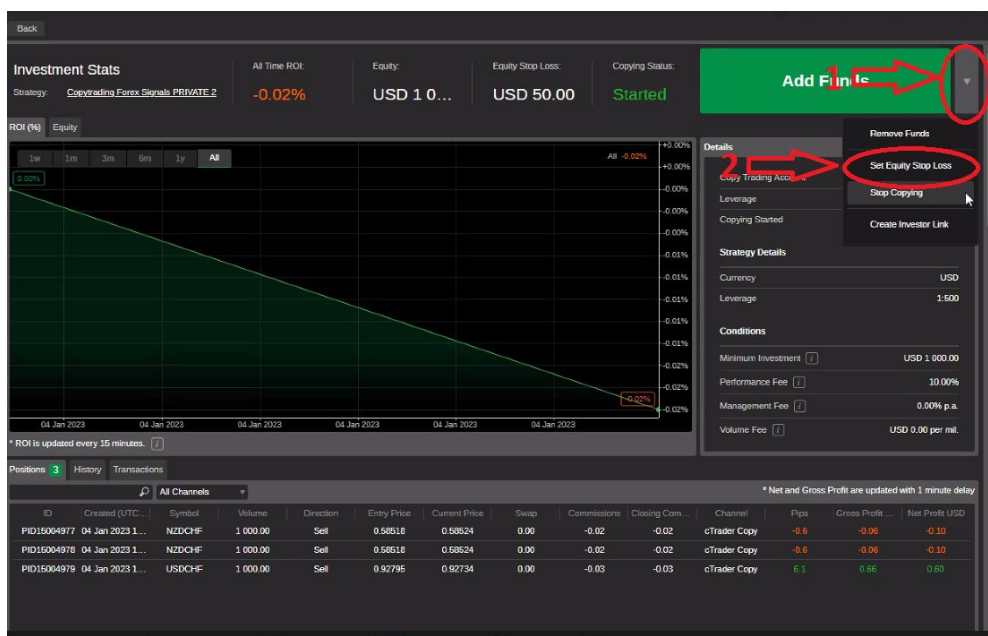 Back
Investment Stats
Strategy: Copytrading Forex Signals PRIVATE 2
All Time ROI:
-0.02%
Equity:
USD 1 0...
Equity Stop Loss:
USD 50.00
Copying Status:
Started
Add Funds
1
▼
Remove Funds
2
Set Equity Stop Loss
Stop Copying
Create Investor Link
ROI (%) Equity
1w 1m 3m 6m 1y All
All -0.02%
0.00%
+0.00%
+0.00%
-0.00%
-0.00%
-0.00%
-0.01%
-0.01%
-0.01%
-0.01%
-0.02%
-0.02%
-0.02%
-0.02%
04 Jan 2023 04 Jan 2023 04 Jan 2023 04 Jan 2023 04 Jan 2023 04 Jan 2023
* ROI is updated every 15 minutes. i
Details
Copy Trading Account
Leverage
Copying Started
Strategy Details
Currency USD
Leverage 1:500
Conditions
Minimum Investment i USD 1 000.00
Performance Fee i 10.00%
Management Fee i 0.00% p.a.
Volume Fee i USD 0.00 per mil.
Positions 3 History Transactions
All Channels ▼
* Net and Gross Profit are updated with 1 minute delay
ID Created (UTC... Symbol Volume Direction Entry Price Current Price Swap Commissions Closing Com... Channel Pips Gross Profit ... Net Profit USD
PID15004977 04 Jan 2023 1... NZDCHF 1 000.00 Sell 0.58518 0.58524 0.00 -0.02 -0.02 cTrader Copy -0.6 -0.06 -0.10
PID15004978 04 Jan 2023 1... NZDCHF 1 000.00 Sell 0.58518 0.58524 0.00 -0.02 -0.02 cTrader Copy -0.6 -0.06 -0.10
PID15004979 04 Jan 2023 1... USDCHF 1 000.00 Sell 0.92795 0.92734 0.00 -0.03 -0.03 cTrader Copy 6.1 0.66 0.60